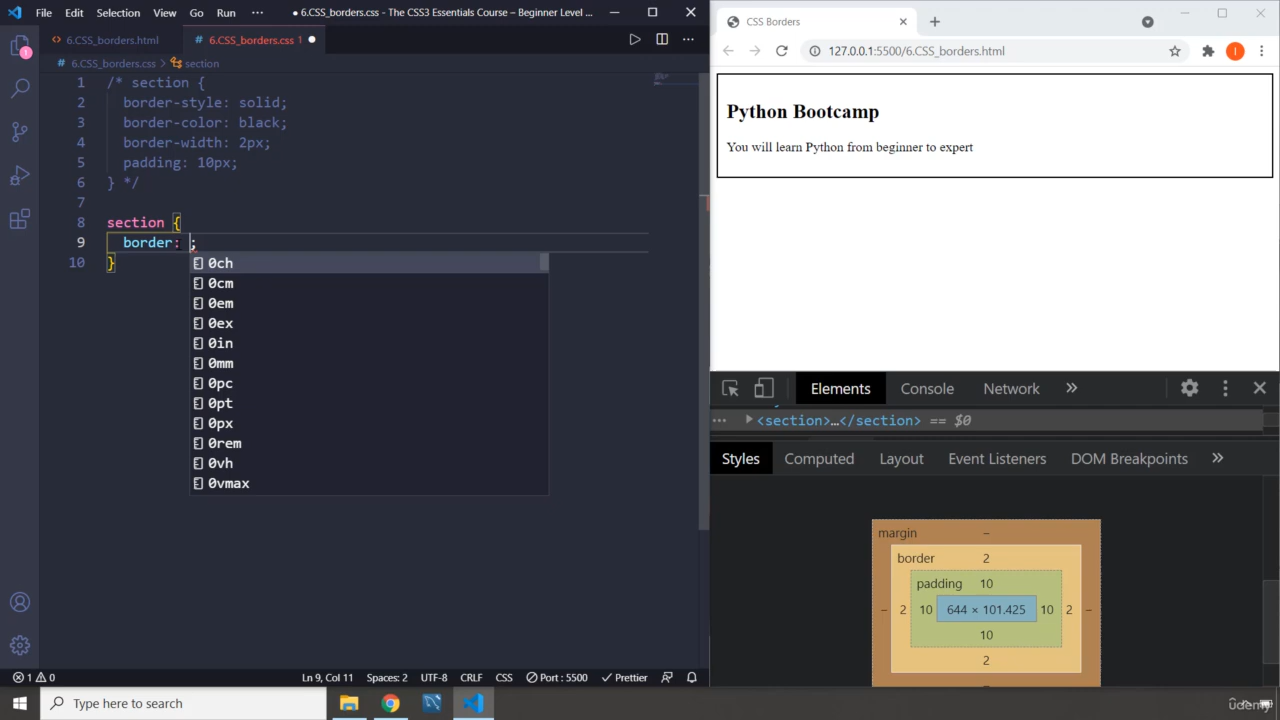 File Edit Selection View Go Run ··· ● 6.CSS_borders.css - The CSS3 Essentials Course – Beginner Level ...
<> 6.CSS_borders.html
# 6.CSS_borders.css 1 ●
# 6.CSS_borders.css > section
1 /* section {
2 border-style: solid;
3 border-color: black;
4 border-width: 2px;
5 padding: 10px;
6 } */
7
8 section {
9 border: ;
10 }
0ch
0cm
0em
0ex
0in
0mm
0pc
0pt
0px
0rem
0vh
0vmax
1
1 0
Ln 9, Col 11 Spaces: 2 UTF-8 CRLF CSS Port : 5500 Prettier
Type here to search
CSS Borders
127.0.0.1:5500/6.CSS_borders.html
I
Python Bootcamp
You will learn Python from beginner to expert
Elements Console Network »
··· <section>…</section> == $0
Styles Computed Layout Event Listeners DOM Breakpoints »
margin –
border 2
padding 10
– 2 10 644 × 101.425 10 2 –
10
2
–
udemy